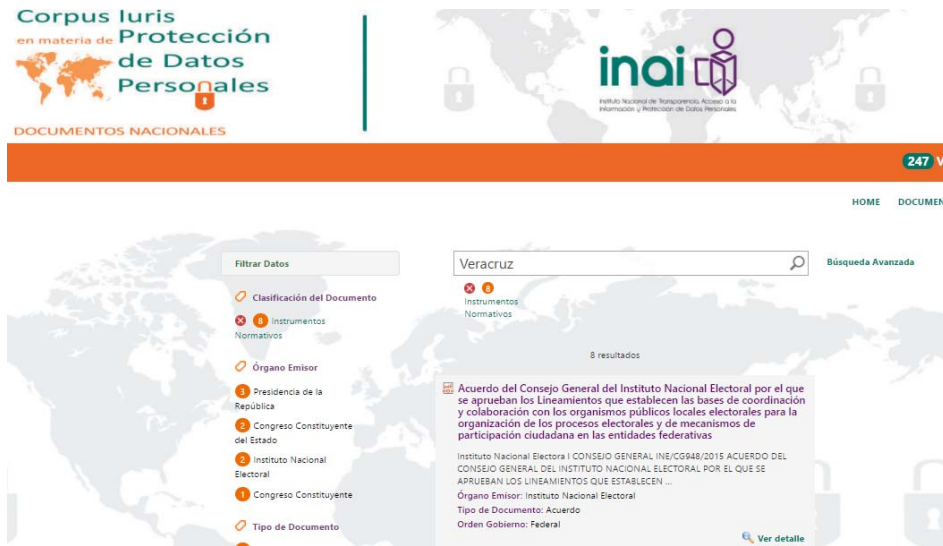 Corpus Iuris
en materia de Protección
de Datos
Personales
DOCUMENTOS NACIONALES
inai
Instituto Nacional de Transparencia, Acceso a la
Información y Protección de Datos Personales
247 V
HOME DOCUMEN
Filtrar Datos
Clasificación del Documento
8 Instrumentos
Normativos
Órgano Emisor
3 Presidencia de la
República
2 Congreso Constituyente
del Estado
2 Instituto Nacional
Electoral
1 Congreso Constituyente
Tipo de Documento
Veracruz
Búsqueda Avanzada
8
Instrumentos
Normativos
8 resultados
Acuerdo del Consejo General del Instituto Nacional Electoral por el que
se aprueban los Lineamientos que establecen las bases de coordinación
y colaboración con los organismos públicos locales electorales para la
organización de los procesos electorales y de mecanismos de
participación ciudadana en las entidades federativas
Instituto Nacional Electora l CONSEJO GENERAL INE/CG948/2015 ACUERDO DEL
CONSEJO GENERAL DEL INSTITUTO NACIONAL ELECTORAL POR EL QUE SE
APRUEBAN LOS LINEAMIENTOS QUE ESTABLECEN ...
Órgano Emisor: Instituto Nacional Electoral
Tipo de Documento: Acuerdo
Orden Gobierno: Federal
Ver detalle